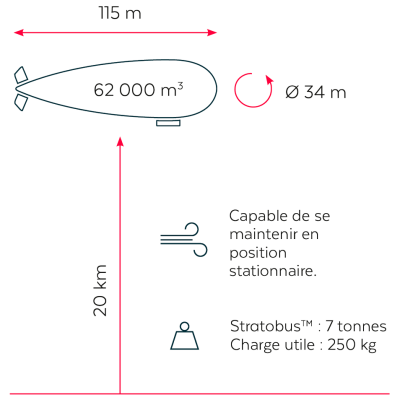 115 m
62 000 m³
Ø 34 m
20 km
Capable de se
maintenir en
position
stationnaire.
Stratobus™ : 7 tonnes
Charge utile : 250 kg